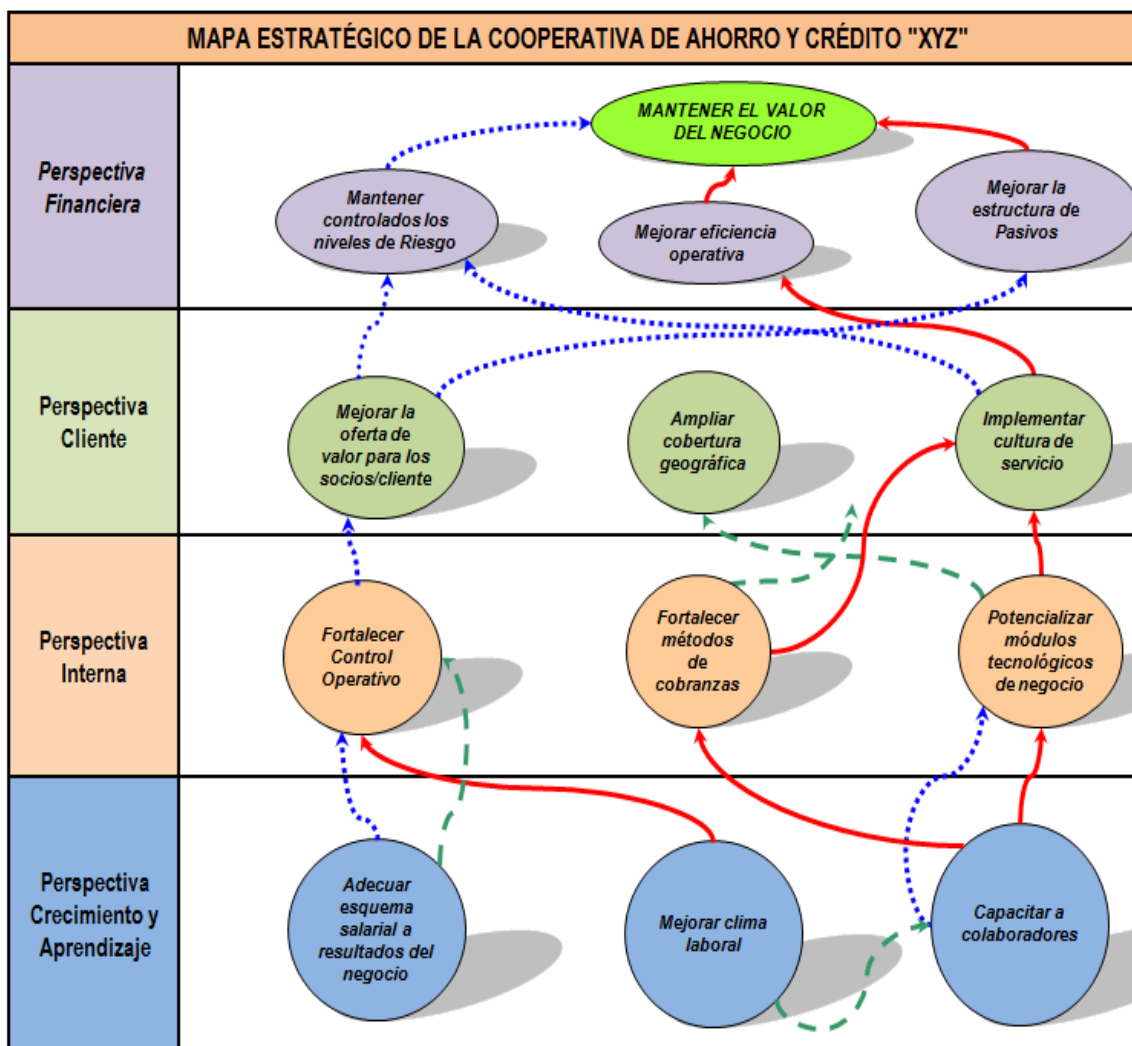 MAPA ESTRATÉGICO DE LA COOPERATIVA DE AHORRO Y CRÉDITO "XYZ"
Perspectiva
Financiera
MANTENER EL VALOR
DEL NEGOCIO
Mantener
controlados los
niveles de Riesgo
Mejorar eficiencia
operativa
Mejorar la
estructura de
Pasivos
Perspectiva
Cliente
Mejorar la
oferta de
valor para los
socios/cliente
Ampliar
cobertura
geográfica
Implementar
cultura de
servicio
Perspectiva
Interna
Fortalecer
Control
Operativo
Fortalecer
métodos
de
cobranzas
Potencializar
módulos
tecnológicos
de negocio
Perspectiva
Crecimiento y
Aprendizaje
Adecuar
esquema
salarial a
resultados del
negocio
Mejorar clima
laboral
Capacitar a
colaboradores